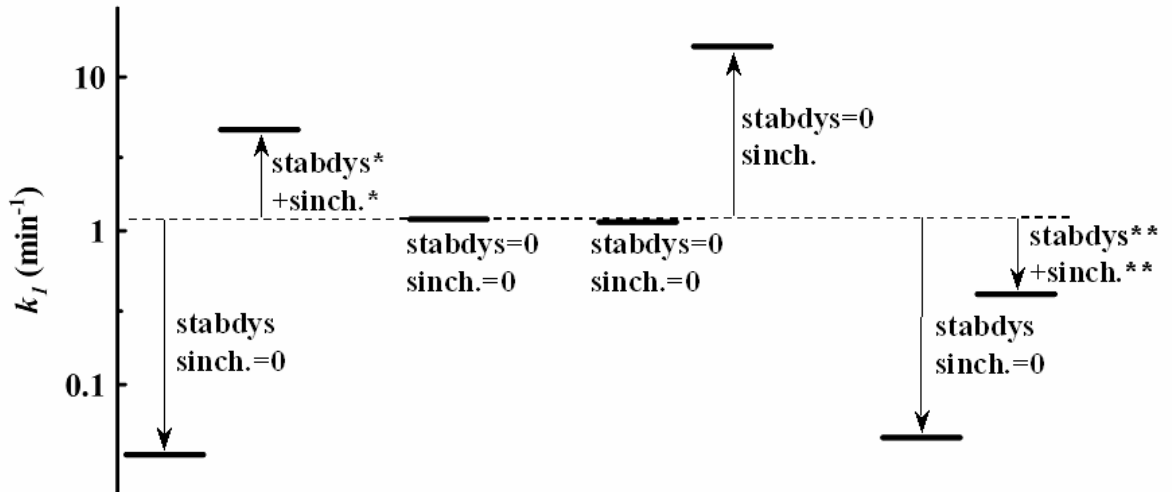 10
1
0.1
k1 (min-1)
stabdys
sinch.=0
stabdys*
+sinch.*
stabdys=0
sinch.=0
stabdys=0
sinch.=0
stabdys=0
sinch.
stabdys
sinch.=0
stabdys**
+sinch.**